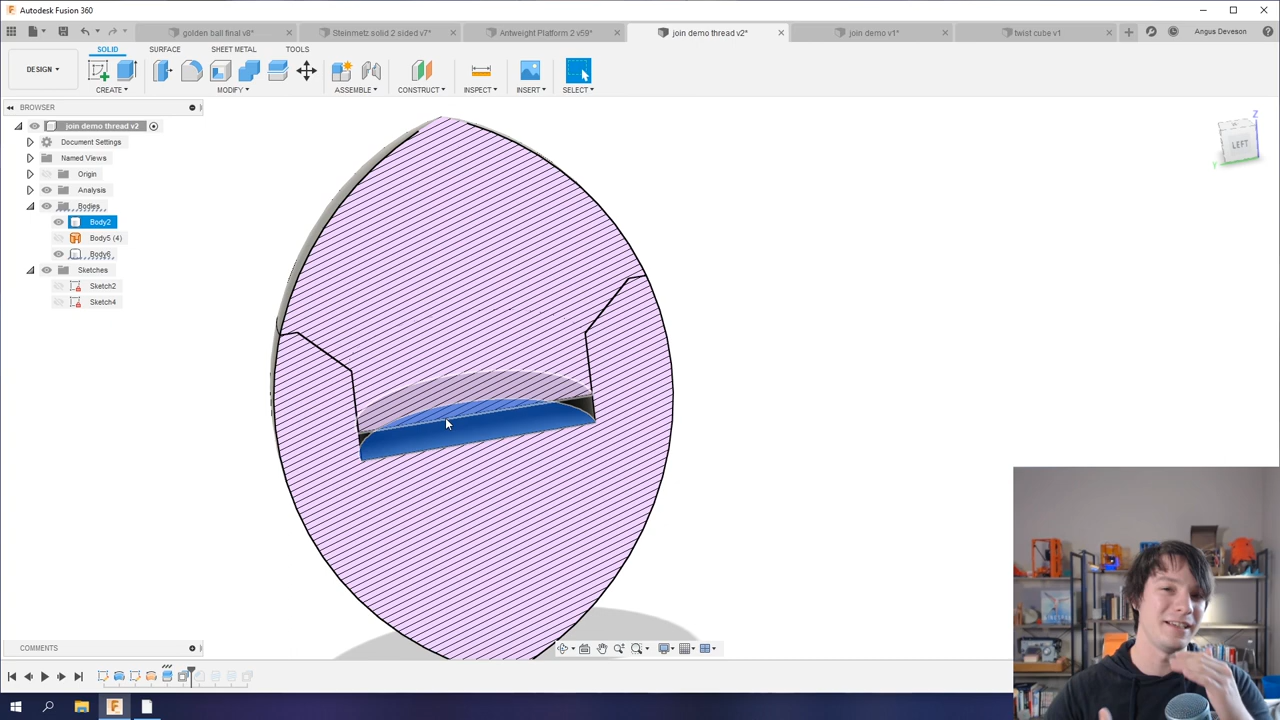 Autodesk Fusion 360
golden ball final v8*
Steinmetz solid 2 sided v7*
Antweight Platform 2 v59*
join demo thread v2*
join demo v1*
twist cube v1
Angus Deveson
DESIGN
SOLID
SURFACE
SHEET METAL
TOOLS
CREATE
MODIFY
ASSEMBLE
CONSTRUCT
INSPECT
INSERT
SELECT
BROWSER
join demo thread v2
Document Settings
Named Views
Origin
Analysis
Bodies
Body2
Body5 (4)
Body6
Sketches
Sketch2
Sketch4
Z
LEFT
Y
COMMENTS